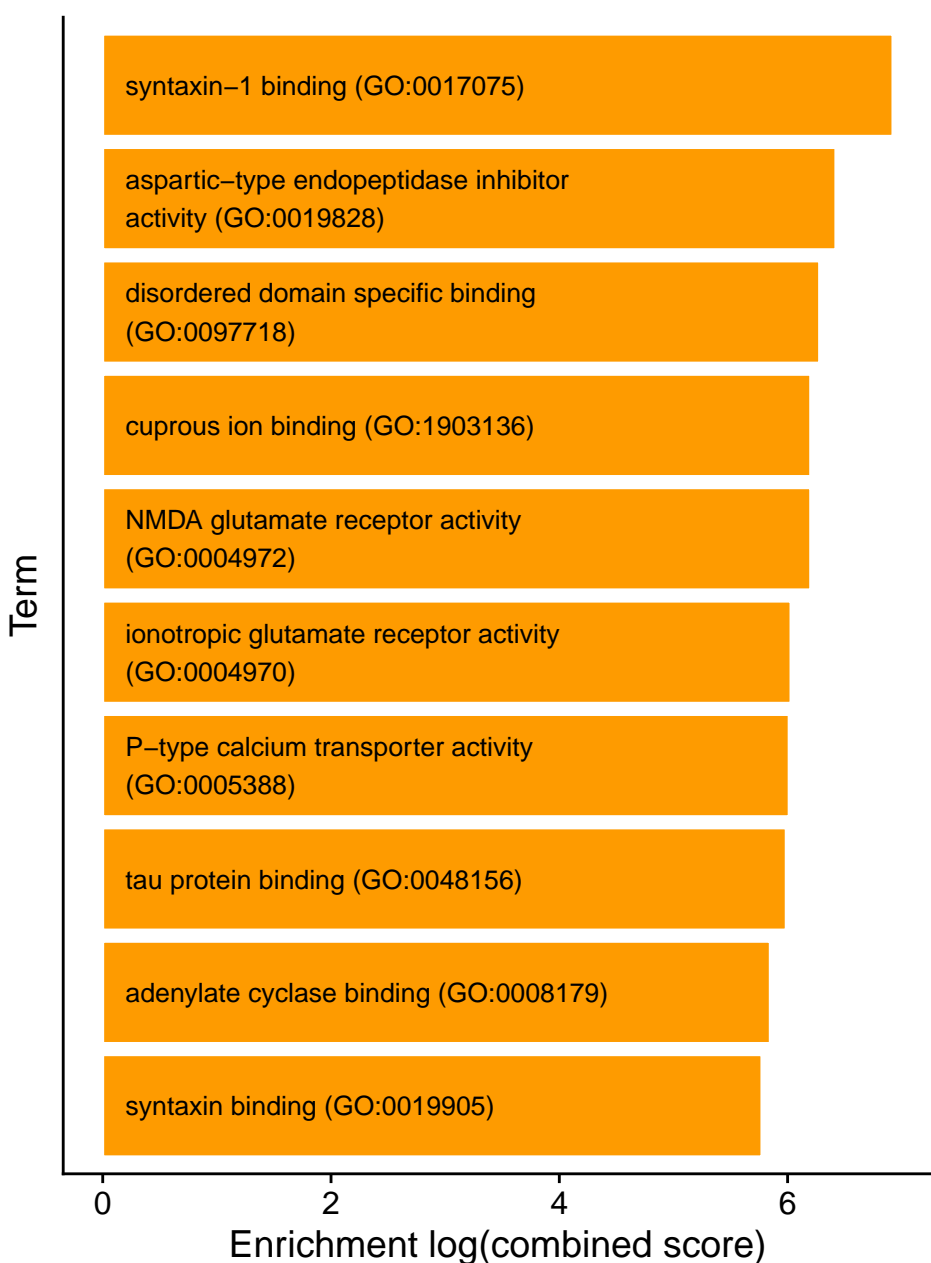 syntaxin−1 binding (GO:0017075)
aspartic−type endopeptidase inhibitor
activity (GO:0019828)
disordered domain specific binding
(GO:0097718)
cuprous ion binding (GO:1903136)
NMDA glutamate receptor activity
(GO:0004972)
ionotropic glutamate receptor activity
(GO:0004970)
P−type calcium transporter activity
(GO:0005388)
tau protein binding (GO:0048156)
adenylate cyclase binding (GO:0008179)
syntaxin binding (GO:0019905)
Term
0 2 4 6
Enrichment log(combined score)